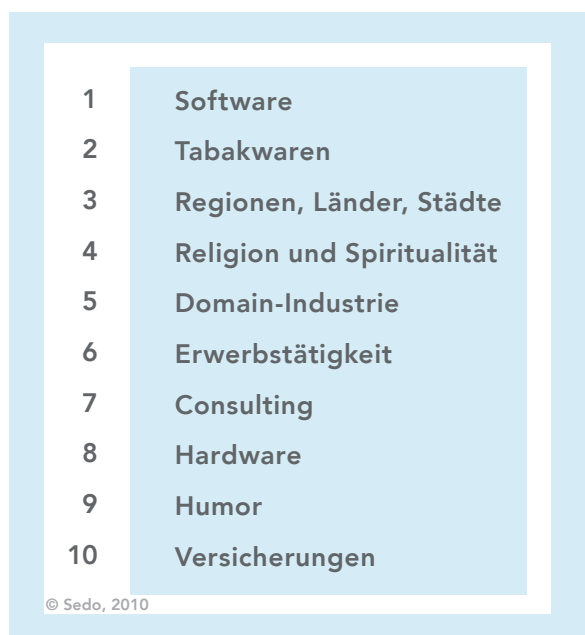 1 Software
2 Tabakwaren
3 Regionen, Länder, Städte
4 Religion und Spiritualität
5 Domain-Industrie
6 Erwerbstätigkeit
7 Consulting
8 Hardware
9 Humor
10 Versicherungen
© Sedo, 2010